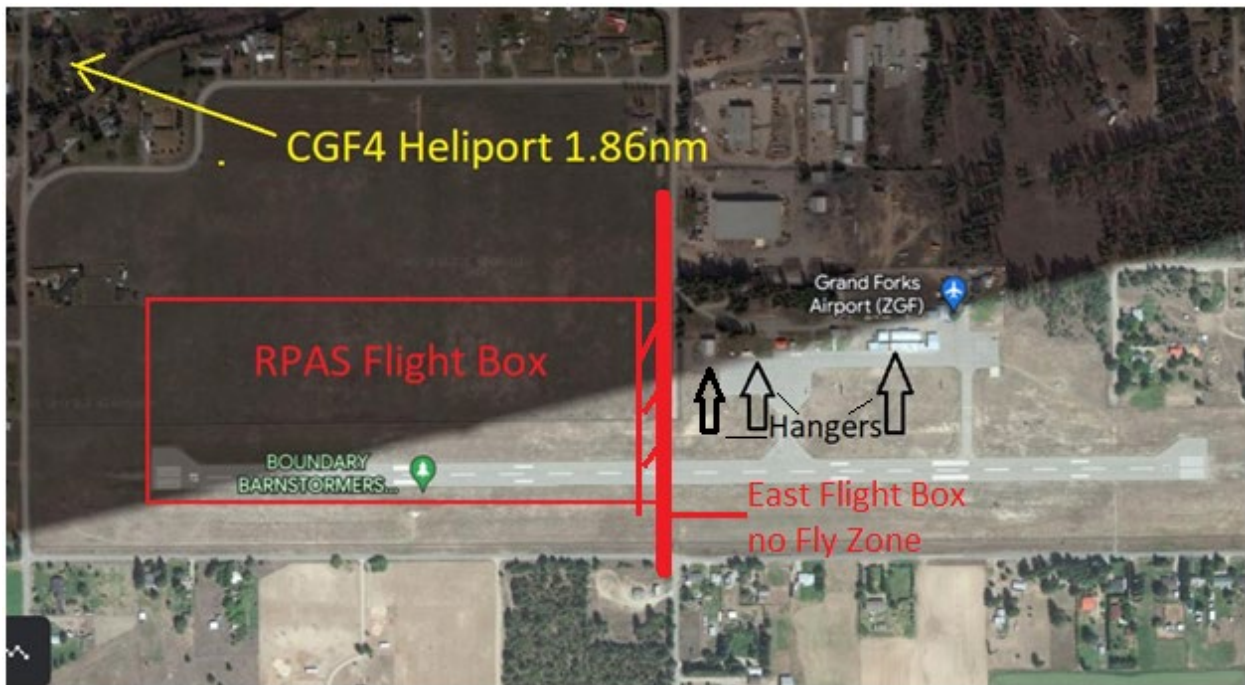 CGF4 Heliport 1.86nm
Grand Forks
Airport (ZGF)
RPAS Flight Box
Hangers
BOUNDARY
BARNSTORMERS...
East Flight Box
no Fly Zone